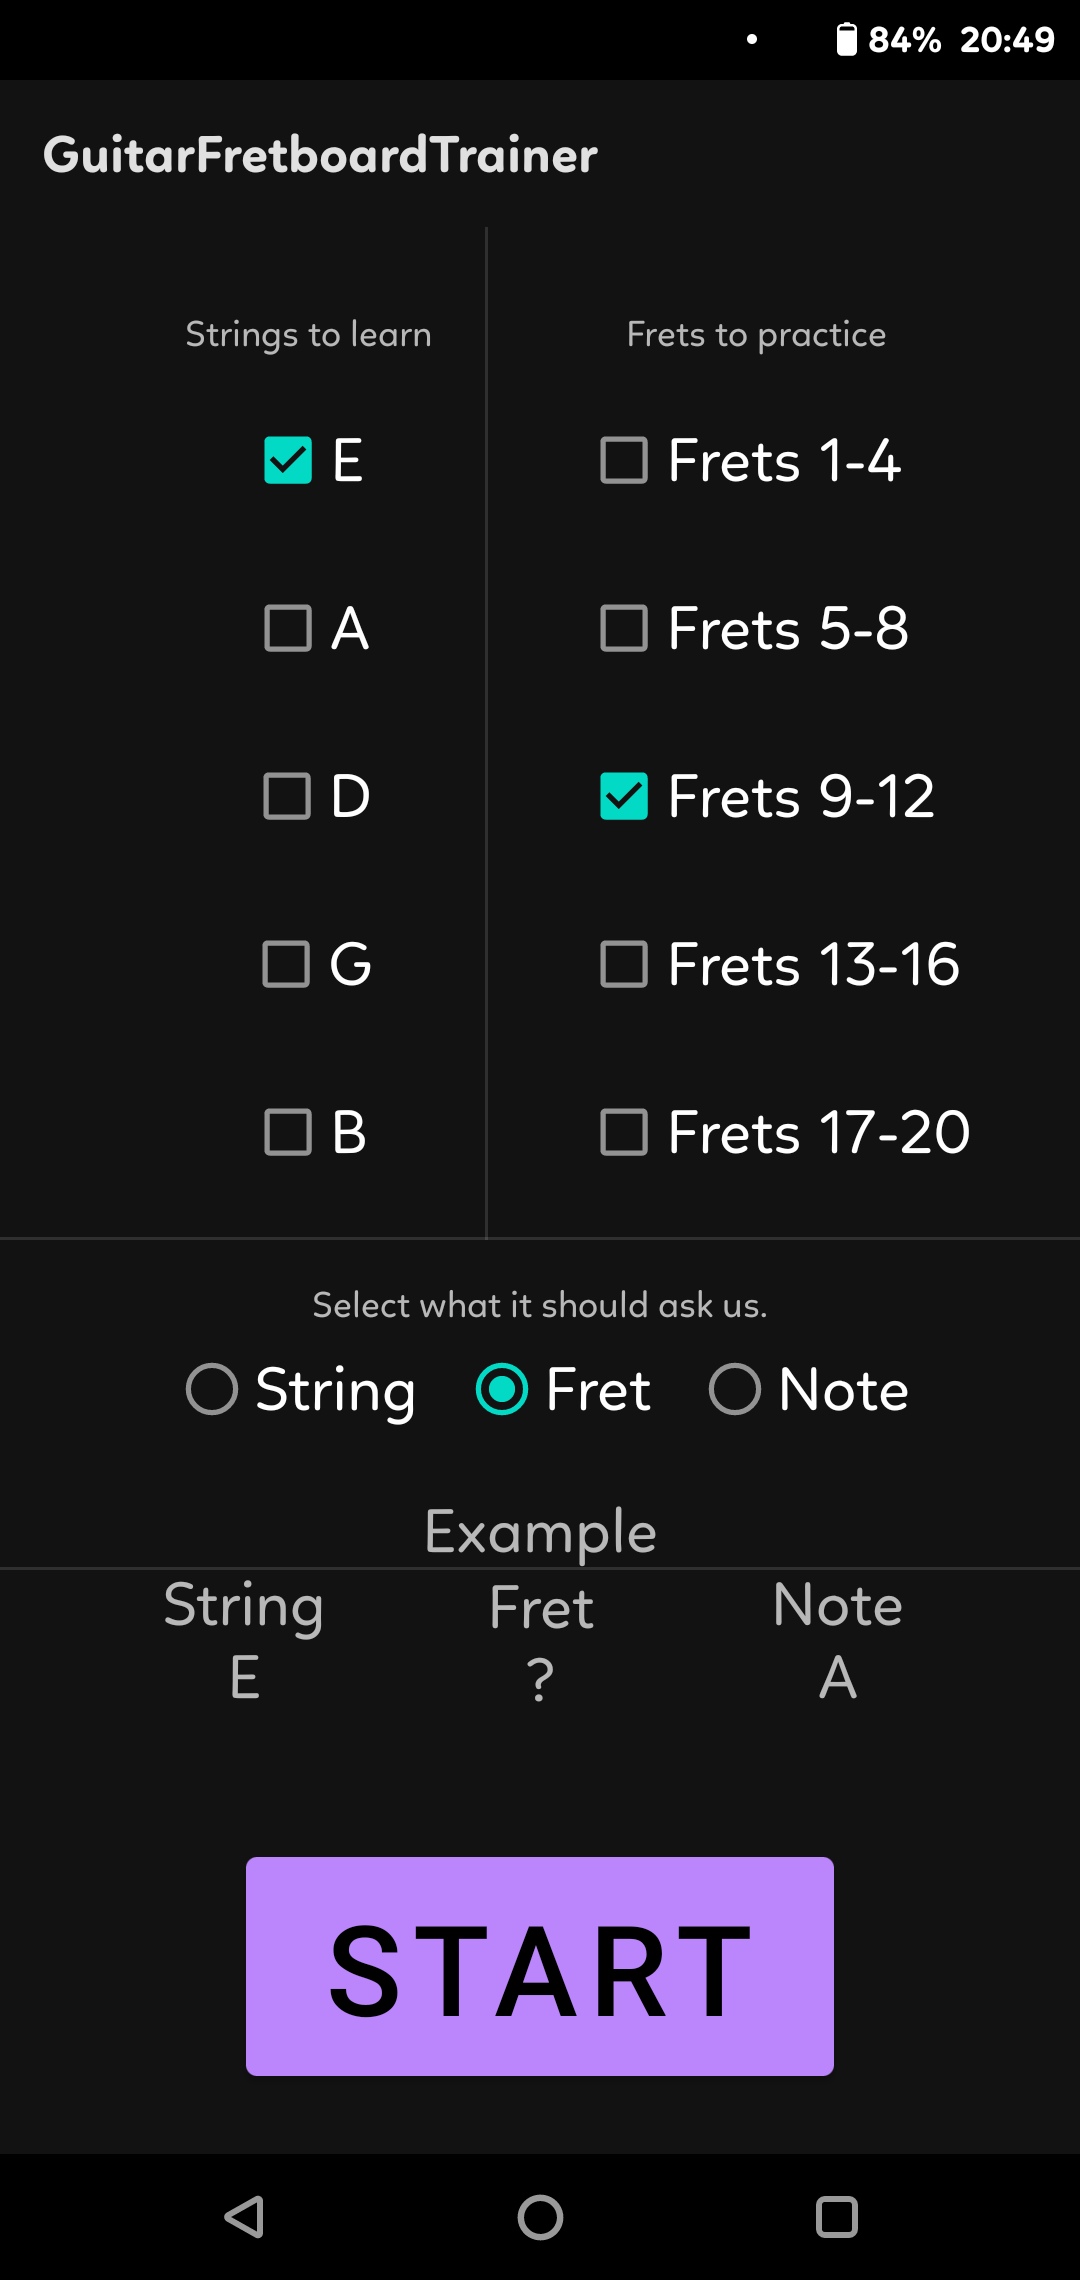 84% 20:49
GuitarFretboardTrainer
Strings to learn
E
A
D
G
B
Frets to practice
Frets 1-4
Frets 5-8
Frets 9-12
Frets 13-16
Frets 17-20
Select what it should ask us.
String Fret Note
Example
String Fret Note
E ? A
START